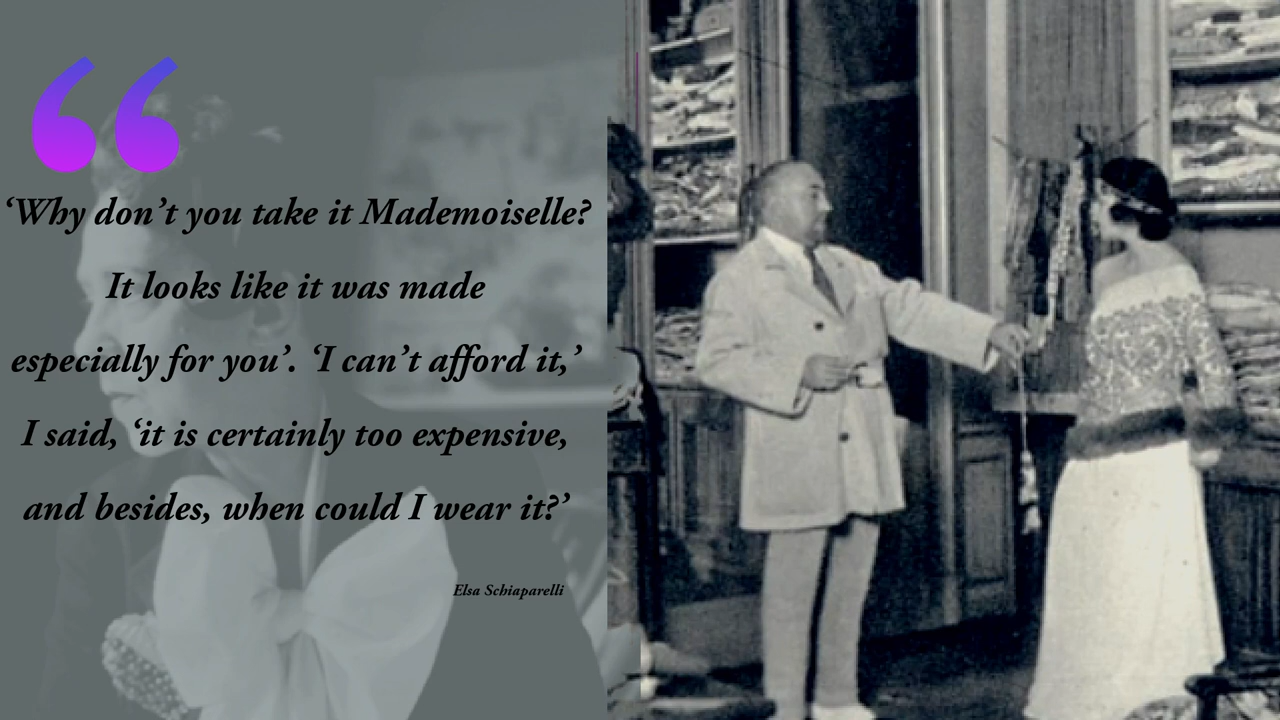 “
‘Why don’t you take it Mademoiselle?
It looks like it was made
especially for you’. ‘I can’t afford it,’
I said, ‘it is certainly too expensive,
and besides, when could I wear it?’
Elsa Schiaparelli